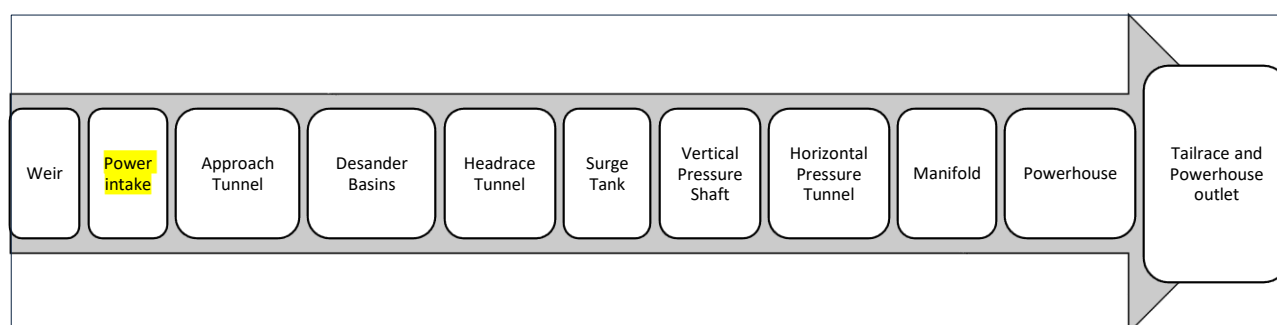 Weir
Power
intake
Approach
Tunnel
Desander
Basins
Headrace
Tunnel
Surge
Tank
Vertical
Pressure
Shaft
Horizontal
Pressure
Tunnel
Manifold
Powerhouse
Tailrace and
Powerhouse
outlet